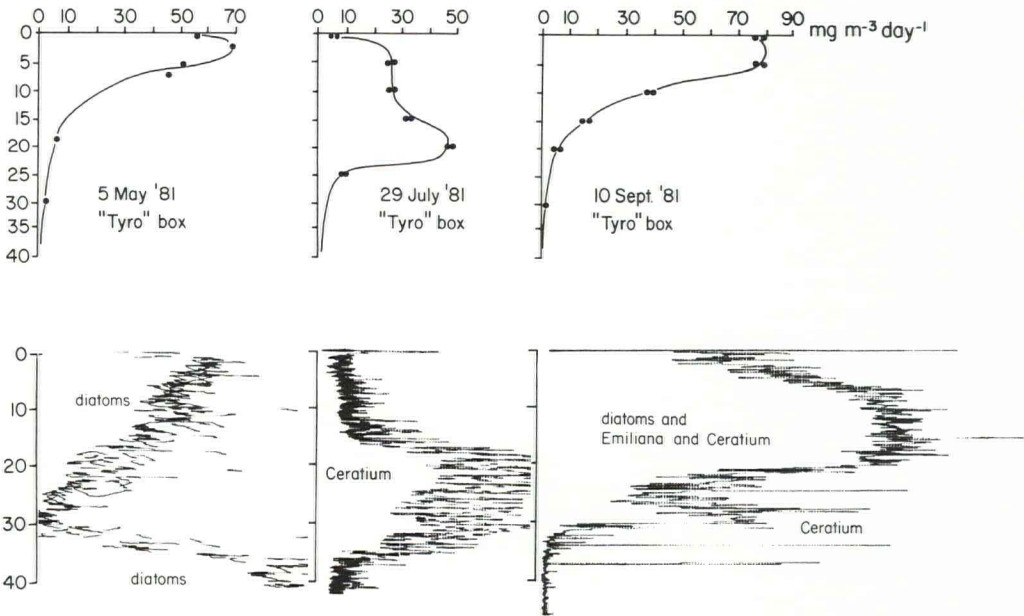 0 10 30 50 70
0 10 30 50
0 10 30 50 70 90 mg m-3 day-1
0
5
10
15
20
25
30
35
40
5 May '81
"Tyro" box
29 July '81
"Tyro" box
10 Sept. '81
"Tyro" box
0
10
20
30
40
diatoms
diatoms
Ceratium
diatoms and
Emiliana and Ceratium
Ceratium